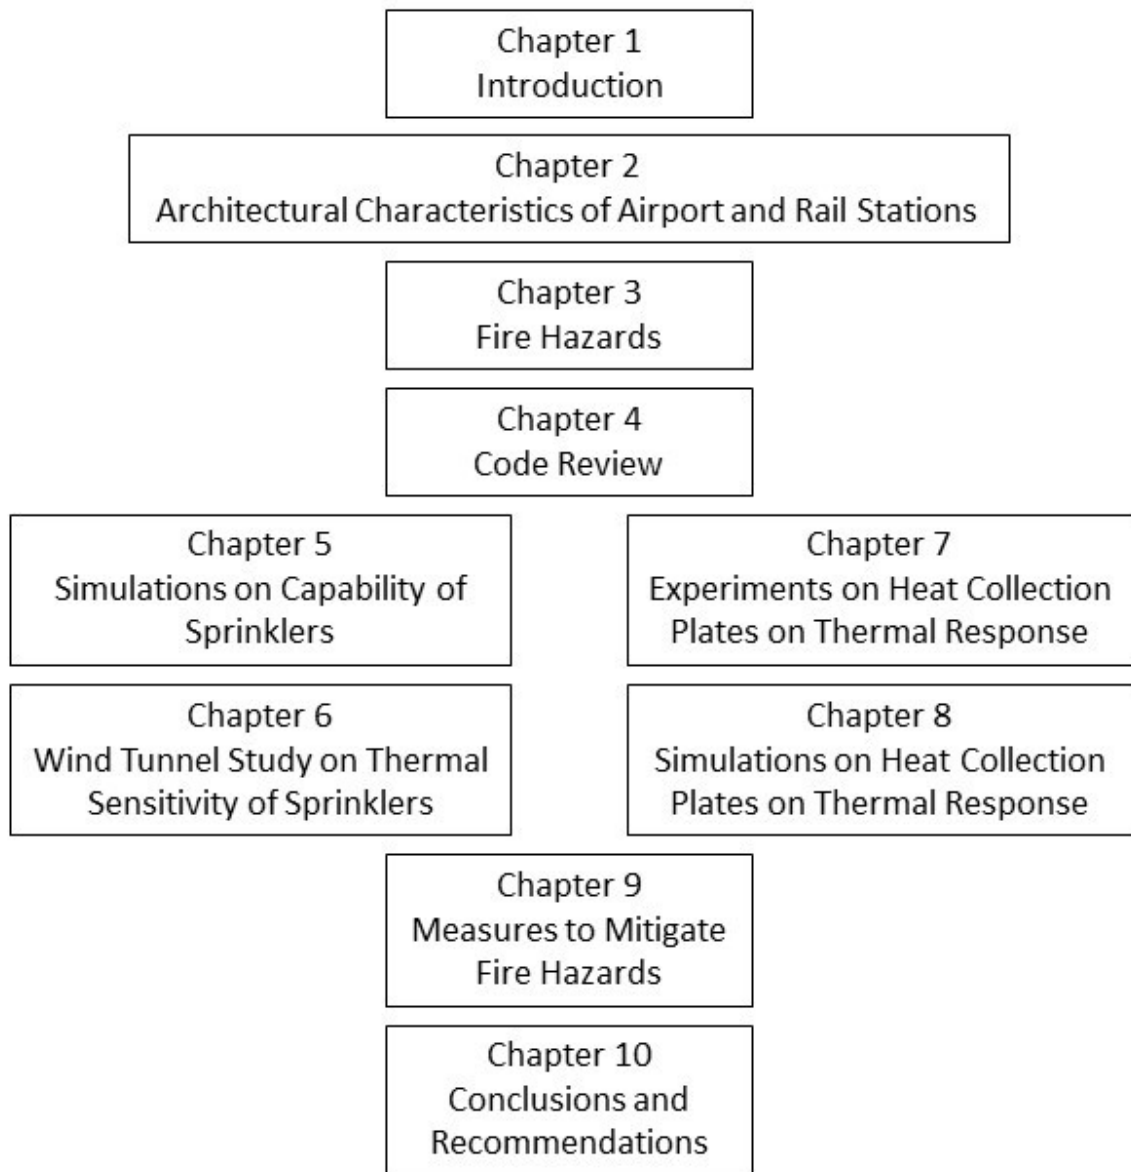 Chapter 1
Introduction
Chapter 2
Architectural Characteristics of Airport and Rail Stations
Chapter 3
Fire Hazards
Chapter 4
Code Review
Chapter 5
Simulations on Capability of
Sprinklers
Chapter 6
Wind Tunnel Study on Thermal
Sensitivity of Sprinklers
Chapter 7
Experiments on Heat Collection
Plates on Thermal Response
Chapter 8
Simulations on Heat Collection
Plates on Thermal Response
Chapter 9
Measures to Mitigate
Fire Hazards
Chapter 10
Conclusions and
Recommendations